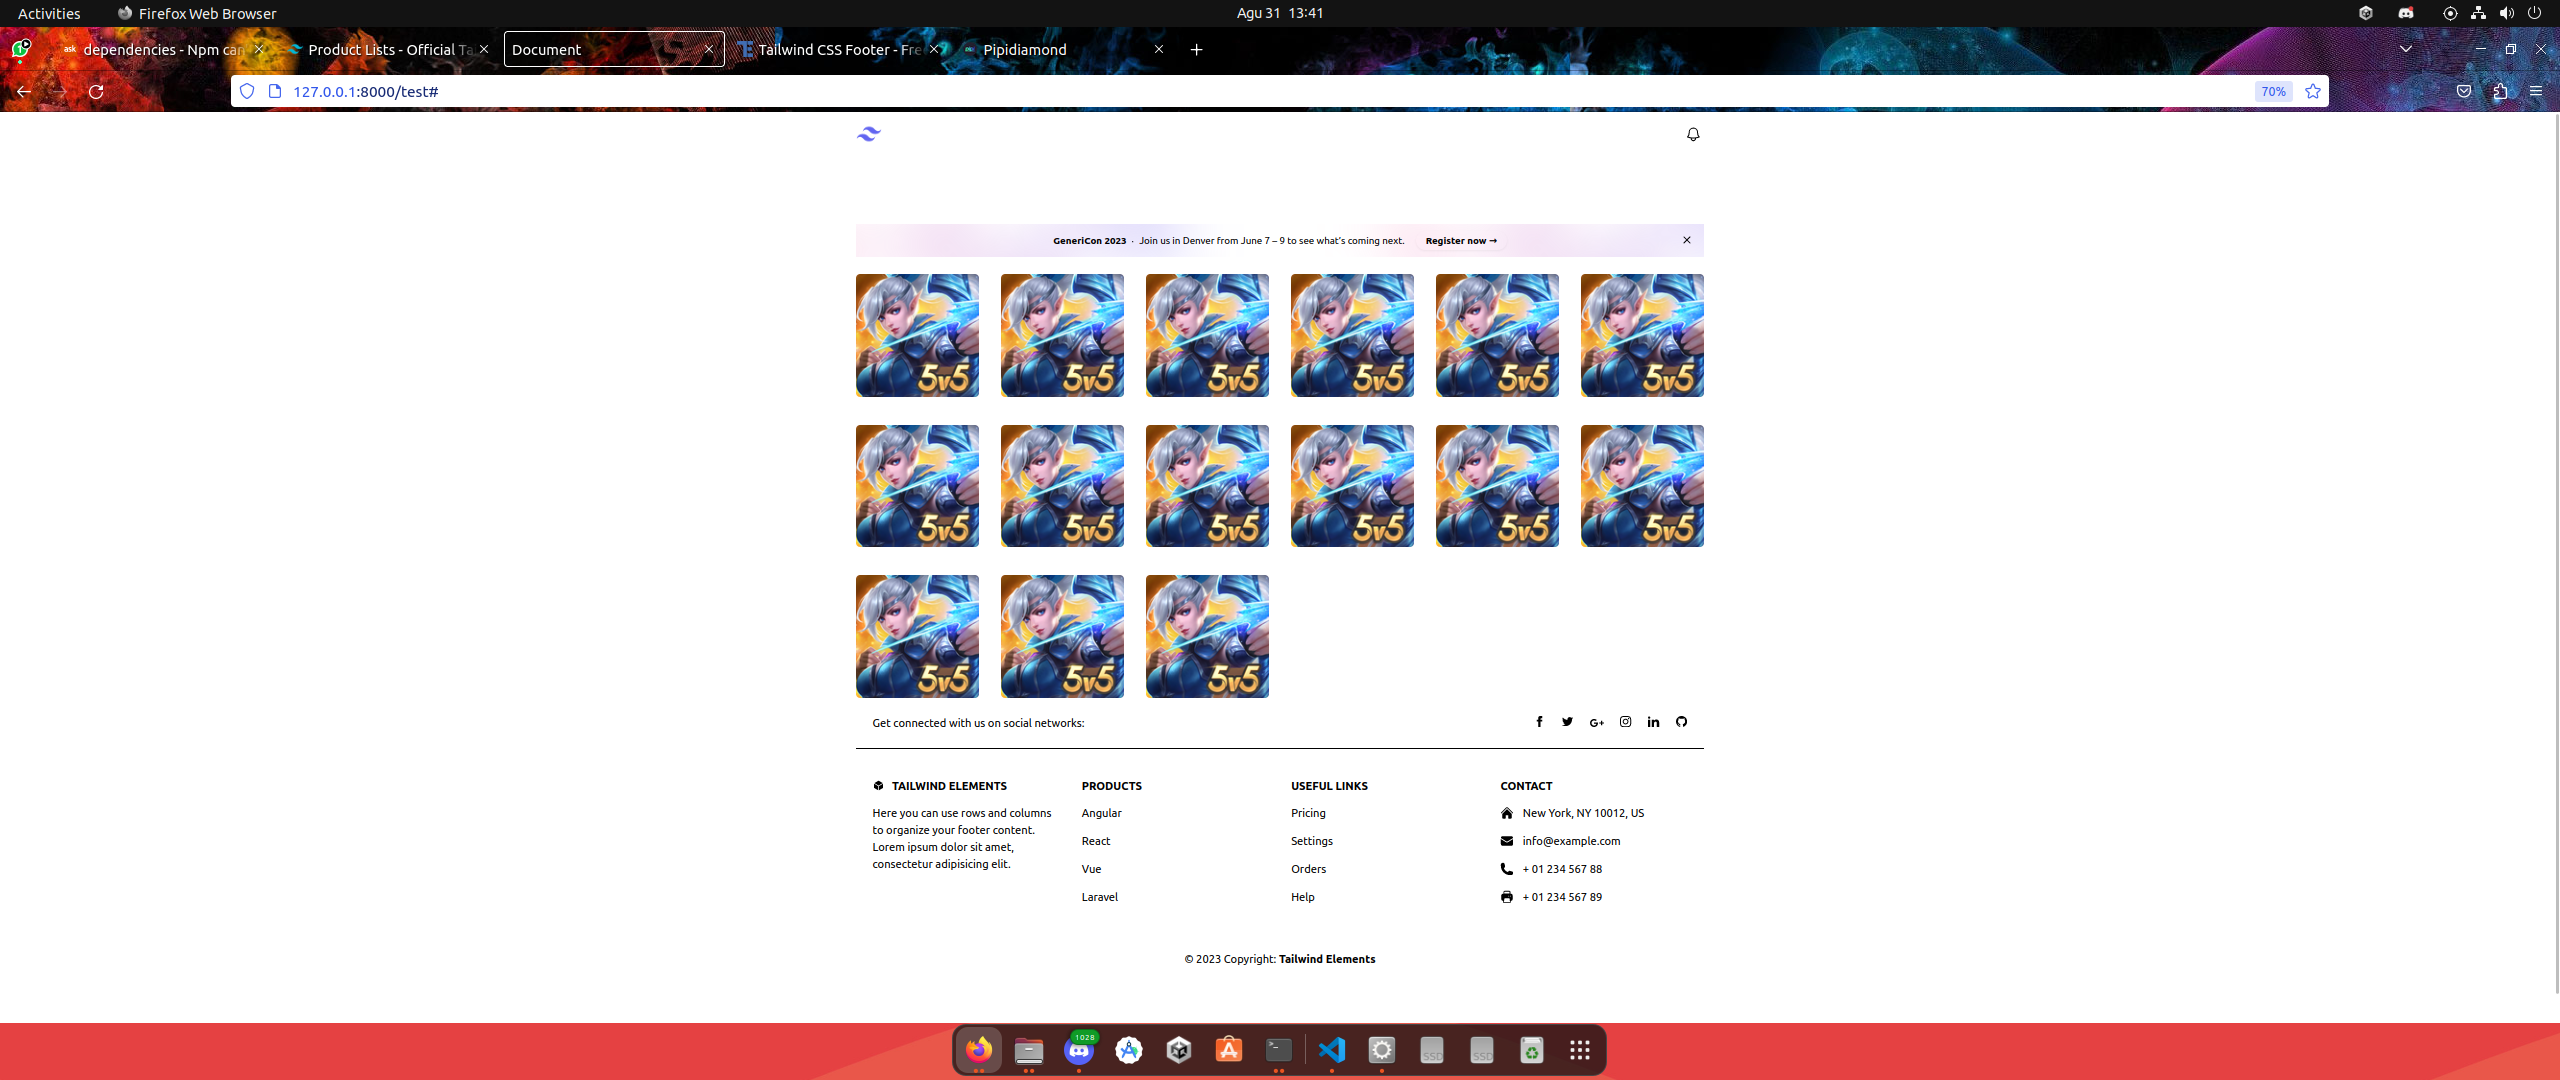 Activities Firefox Web Browser Agu 31 13:41
ask dependencies - Npm can Product Lists - Official Ta Document Tailwind CSS Footer - Fre Pipidiamond
127.0.0.1:8000/test# 70%
GeneriCon 2023 · Join us in Denver from June 7 – 9 to see what's coming next. Register now →
5v5 5v5 5v5 5v5 5v5 5v5
5v5 5v5 5v5 5v5 5v5 5v5
5v5 5v5 5v5
Get connected with us on social networks:
TAILWIND ELEMENTS
Here you can use rows and columns
to organize your footer content.
Lorem ipsum dolor sit amet,
consectetur adipisicing elit.
PRODUCTS
Angular
React
Vue
Laravel
USEFUL LINKS
Pricing
Settings
Orders
Help
CONTACT
New York, NY 10012, US
info@example.com
+ 01 234 567 88
+ 01 234 567 89
© 2023 Copyright: Tailwind Elements
1028
SSD SSD